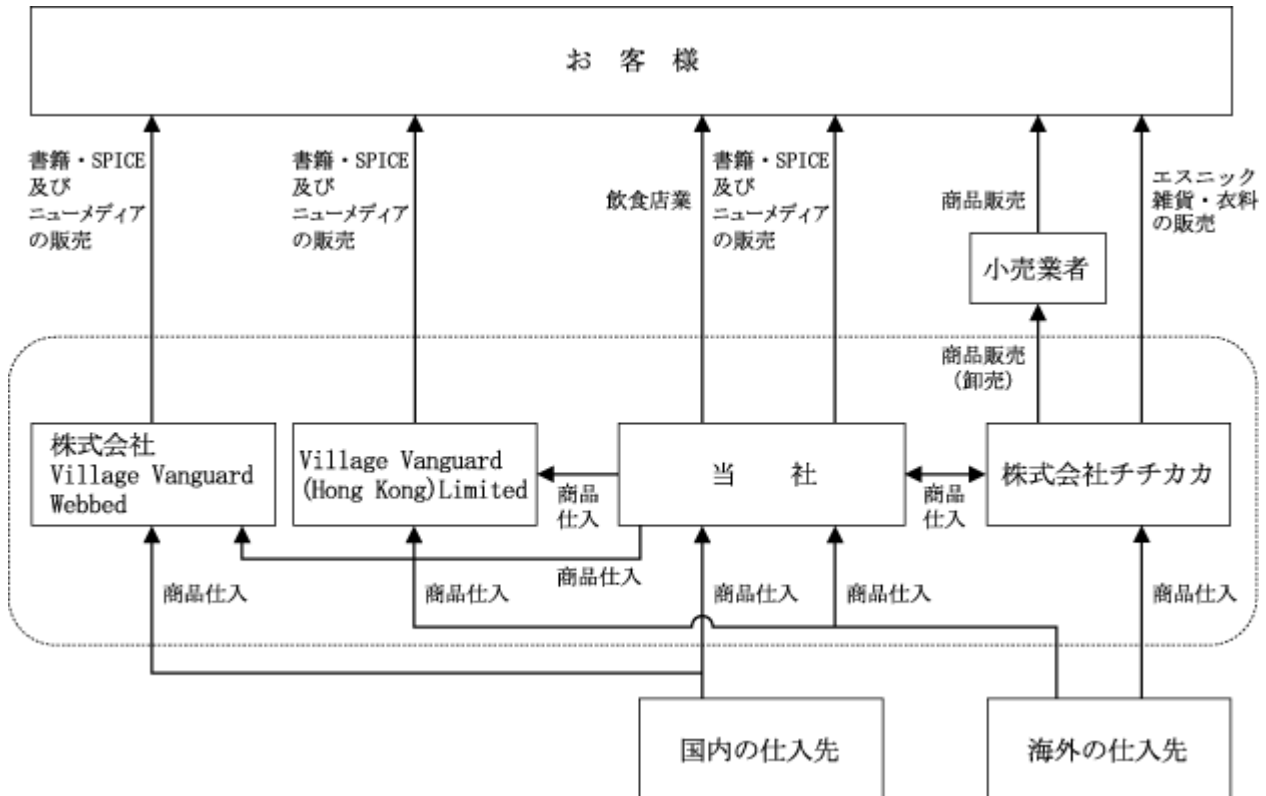 お　客　様
書籍・SPICE
及び
ニューメディア
の販売
書籍・SPICE
及び
ニューメディア
の販売
飲食店業
書籍・SPICE
及び
ニューメディア
の販売
商品販売
エスニック
雑貨・衣料
の販売
小売業者
商品販売
(卸売)
株式会社
Village Vanguard
Webbed
Village Vanguard
(Hong Kong)Limited
商品
仕入
当　社
商品
仕入
株式会社チチカカ
商品仕入
商品仕入
商品仕入
商品仕入
商品仕入
商品仕入
国内の仕入先
海外の仕入先